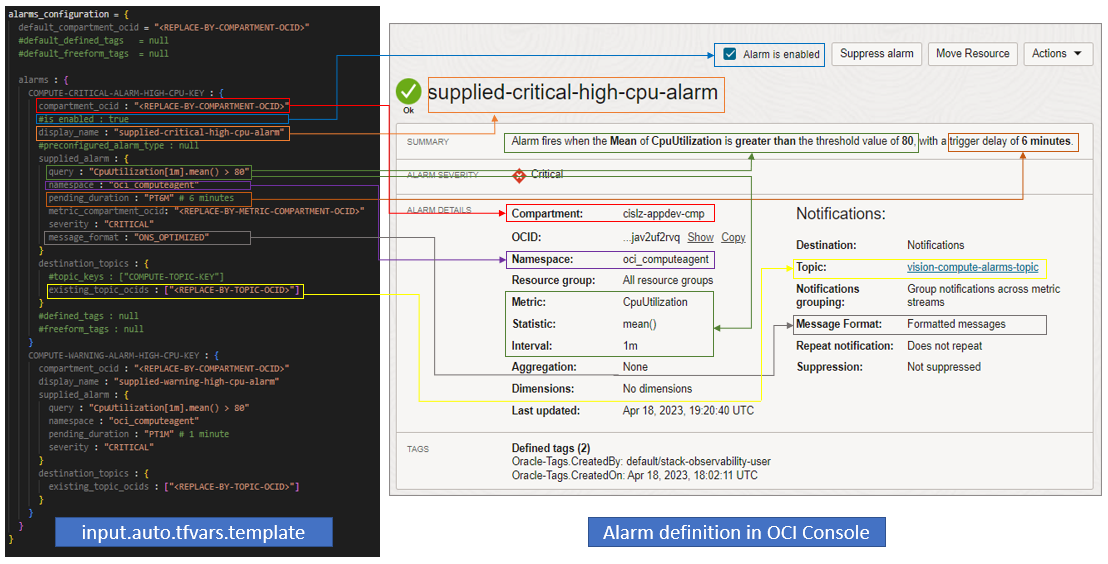 alarms_configuration = {
default_compartment_ocid = "<REPLACE-BY-COMPARTMENT-OCID>"
#default_defined_tags = null
#default_freeform_tags = null
alarms : {
COMPUTE-CRITICAL-ALARM-HIGH-CPU-KEY : {
compartment_ocid : "<REPLACE-BY-COMPARTMENT-OCID>"
#is enabled : true
display_name : "supplied-critical-high-cpu-alarm"
#preconfigured_alarm_type : null
supplied_alarm : {
query : "CpuUtilization[1m].mean() > 80"
namespace : "oci_computeagent"
pending_duration : "PT6M" # 6 minutes
metric_compartment_ocid: "<REPLACE-BY-METRIC-COMPARTMENT-OCID>"
severity : "CRITICAL"
message_format : "ONS_OPTIMIZED"
}
destination_topics : {
#topic_keys : ["COMPUTE-TOPIC-KEY"]
existing_topic_ocids : ["<REPLACE-BY-TOPIC-OCID>"]
}
#defined_tags : null
#freeform_tags : null
}
COMPUTE-WARNING-ALARM-HIGH-CPU-KEY : {
compartment_ocid : "<REPLACE-BY-COMPARTMENT-OCID>"
display_name : "supplied-warning-high-cpu-alarm"
supplied_alarm : {
query : "CpuUtilization[1m].mean() > 80"
namespace : "oci_computeagent"
pending_duration : "PT1M" # 1 minute
severity : "CRITICAL"
}
destination_topics : {
existing_topic_ocids : ["<REPLACE-BY-TOPIC-OCID>"]
}
}
}
}
input.auto.tfvars.template
Alarm is enabled
Suppress alarm
Move Resource
Actions
Ok
supplied-critical-high-cpu-alarm
SUMMARY
Alarm fires when the Mean of CpuUtilization is greater than the threshold value of 80, with a trigger delay of 6 minutes.
ALARM SEVERITY
Critical
ALARM DETAILS
Compartment: cislz-appdev-cmp
OCID: ...jav2uf2rvq Show Copy
Namespace: oci_computeagent
Resource group: All resource groups
Metric: CpuUtilization
Statistic: mean()
Interval: 1m
Aggregation: None
Dimensions: No dimensions
Last updated: Apr 18, 2023, 19:20:40 UTC
Notifications:
Destination: Notifications
Topic: vision-compute-alarms-topic
Notifications grouping: Group notifications across metric streams
Message Format: Formatted messages
Repeat notification: Does not repeat
Suppression: Not suppressed
TAGS
Defined tags (2)
Oracle-Tags.CreatedBy: default/stack-observability-user
Oracle-Tags.CreatedOn: Apr 18, 2023, 18:02:11 UTC
Alarm definition in OCI Console